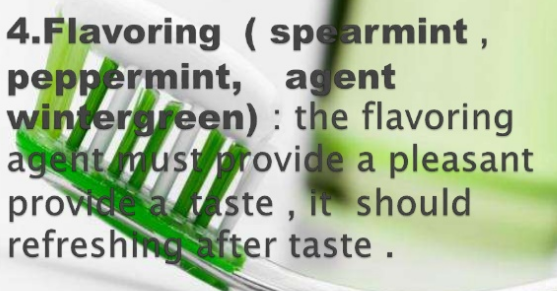 4.Flavoring ( spearmint ,
peppermint, agent
wintergreen) : the flavoring
agent must provide a pleasant
provide a taste , it should
refreshing after taste .